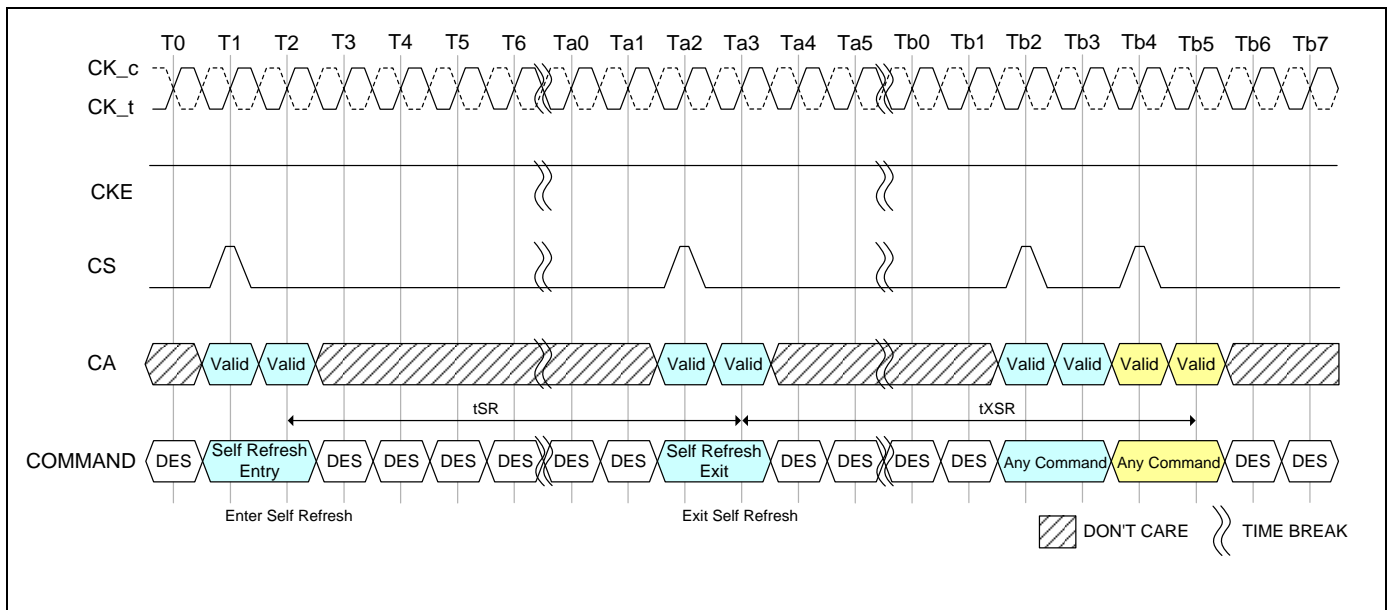 T0 T1 T2 T3 T4 T5 T6 Ta0 Ta1 Ta2 Ta3 Ta4 Ta5 Tb0 Tb1 Tb2 Tb3 Tb4 Tb5 Tb6 Tb7
CK_c
CK_t
CKE
CS
CA Valid Valid Valid Valid Valid Valid Valid Valid
tSR tXSR
COMMAND DES Self Refresh Entry DES DES DES DES DES DES Self Refresh Exit DES DES DES DES Any Command Any Command DES DES
Enter Self Refresh Exit Self Refresh
DON'T CARE TIME BREAK